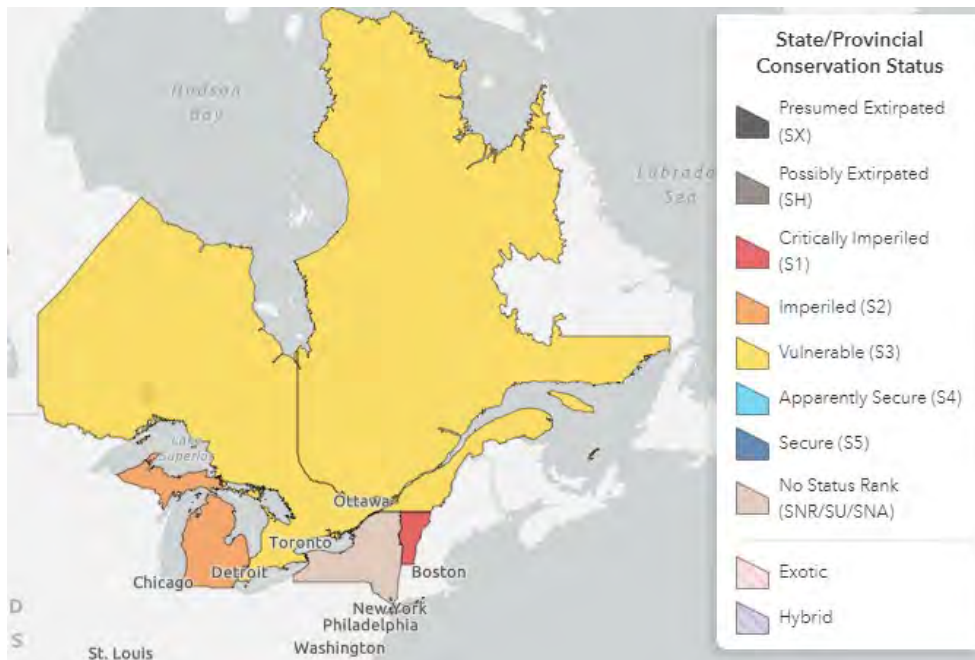 Hudson
Bay
Labrado
Sea
Lake
Superior
Ottawa
Toronto
Detroit
Chicago
Boston
New York
Philadelphia
Washington
St. Louis
D
S
State/Provincial
Conservation Status
Presumed Extirpated
(SX)
Possibly Extirpated
(SH)
Critically Imperiled
(S1)
Imperiled (S2)
Vulnerable (S3)
Apparently Secure (S4)
Secure (S5)
No Status Rank
(SNR/SU/SNA)
Exotic
Hybrid